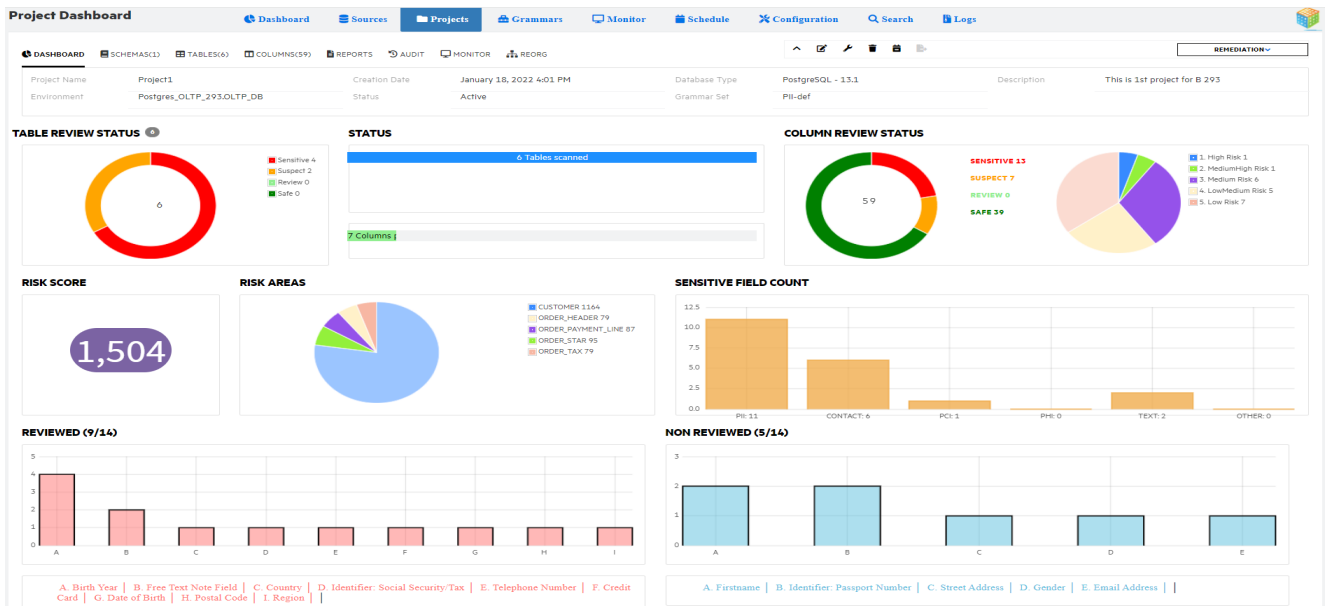 Project Dashboard
Dashboard
Sources
Projects
Grammars
Monitor
Schedule
Configuration
Search
Logs
DASHBOARD
SCHEMAS(1)
TABLES(6)
COLUMNS(59)
REPORTS
AUDIT
MONITOR
REORG
REMEDIATION
Project Name Project1 Creation Date January 18, 2022 4:01 PM Database Type PostgreSQL - 13.1 Description This is 1st project for B 293
Environment Postgres_OLTP_293.OLTP_DB Status Active Grammar Set PII-def
TABLE REVIEW STATUS 6
6
Sensitive 4
Suspect 2
Review 0
Safe 0
STATUS
6 Tables scanned
7 Columns p
COLUMN REVIEW STATUS
59
SENSITIVE 13
SUSPECT 7
REVIEW 0
SAFE 39
1. High Risk 1
2. MediumHigh Risk 1
3. Medium Risk 6
4. LowMedium Risk 5
5. Low Risk 7
RISK SCORE
1,504
RISK AREAS
CUSTOMER 1164
ORDER_HEADER 79
ORDER_PAYMENT_LINE 87
ORDER_STAR 95
ORDER_TAX 79
SENSITIVE FIELD COUNT
12.5
10.0
7.5
5.0
2.5
0.0
PII: 11 CONTACT: 6 PCI: 1 PHI: 0 TEXT: 2 OTHER: 0
REVIEWED (9/14)
5
4
3
2
1
0
A B C D E F G H I
A. Birth Year | B. Free Text Note Field | C. Country | D. Identifier: Social Security/Tax | E. Telephone Number | F. Credit
Card | G. Date of Birth | H. Postal Code | I. Region | |
NON REVIEWED (5/14)
3
2
1
0
A B C D E
A. Firstname | B. Identifier: Passport Number | C. Street Address | D. Gender | E. Email Address | |